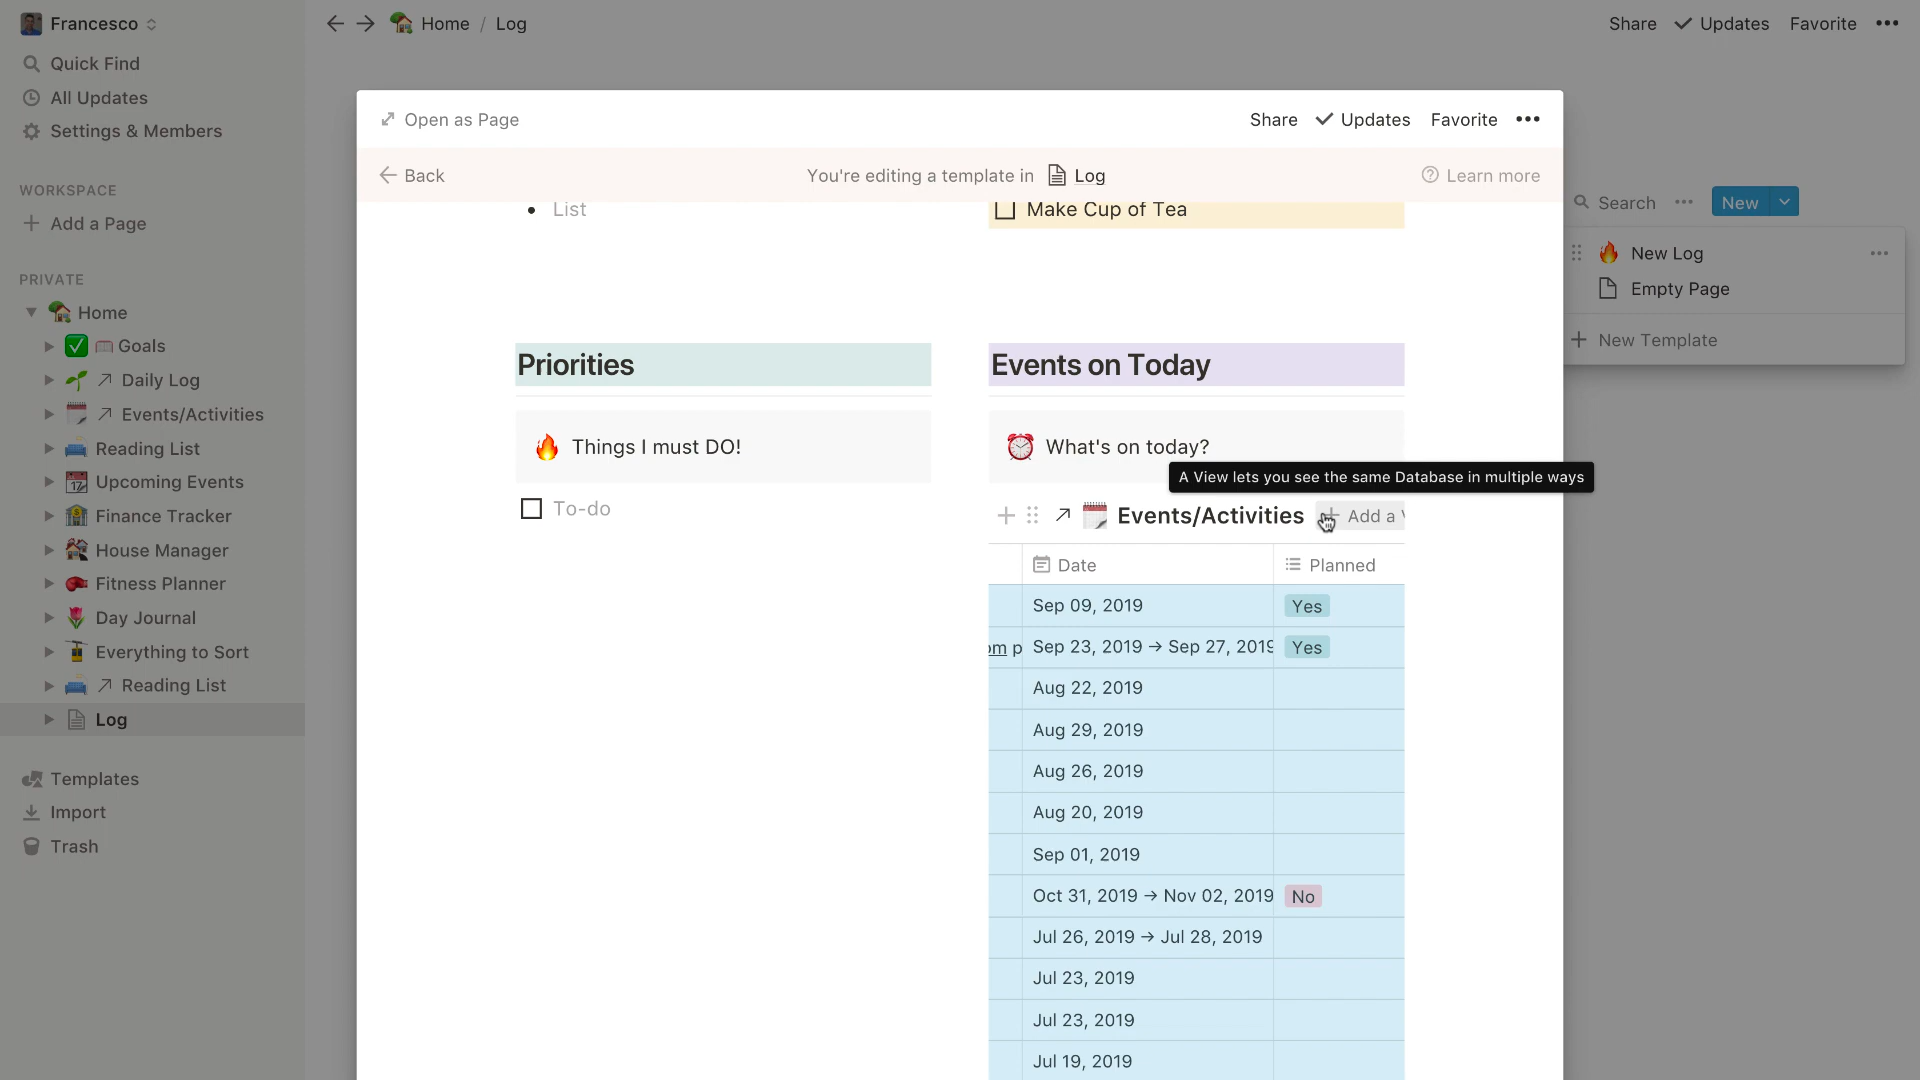 Francesco
Home / Log
Share Updates Favorite
Quick Find
All Updates
Settings & Members
WORKSPACE
Add a Page
PRIVATE
Home
Goals
Daily Log
Events/Activities
Reading List
Upcoming Events
Finance Tracker
House Manager
Fitness Planner
Day Journal
Everything to Sort
Reading List
Log
Templates
Import
Trash
Open as Page
Share Updates Favorite
Back
You're editing a template in Log
Learn more
List
Make Cup of Tea
Priorities
Things I must DO!
To-do
Events on Today
What's on today?
A View lets you see the same Database in multiple ways
Events/Activities Add a
Date Planned
Sep 09, 2019 Yes
om p Sep 23, 2019 → Sep 27, 2019 Yes
Aug 22, 2019
Aug 29, 2019
Aug 26, 2019
Aug 20, 2019
Sep 01, 2019
Oct 31, 2019 → Nov 02, 2019 No
Jul 26, 2019 → Jul 28, 2019
Jul 23, 2019
Jul 23, 2019
Jul 19, 2019
Search New
New Log
Empty Page
New Template